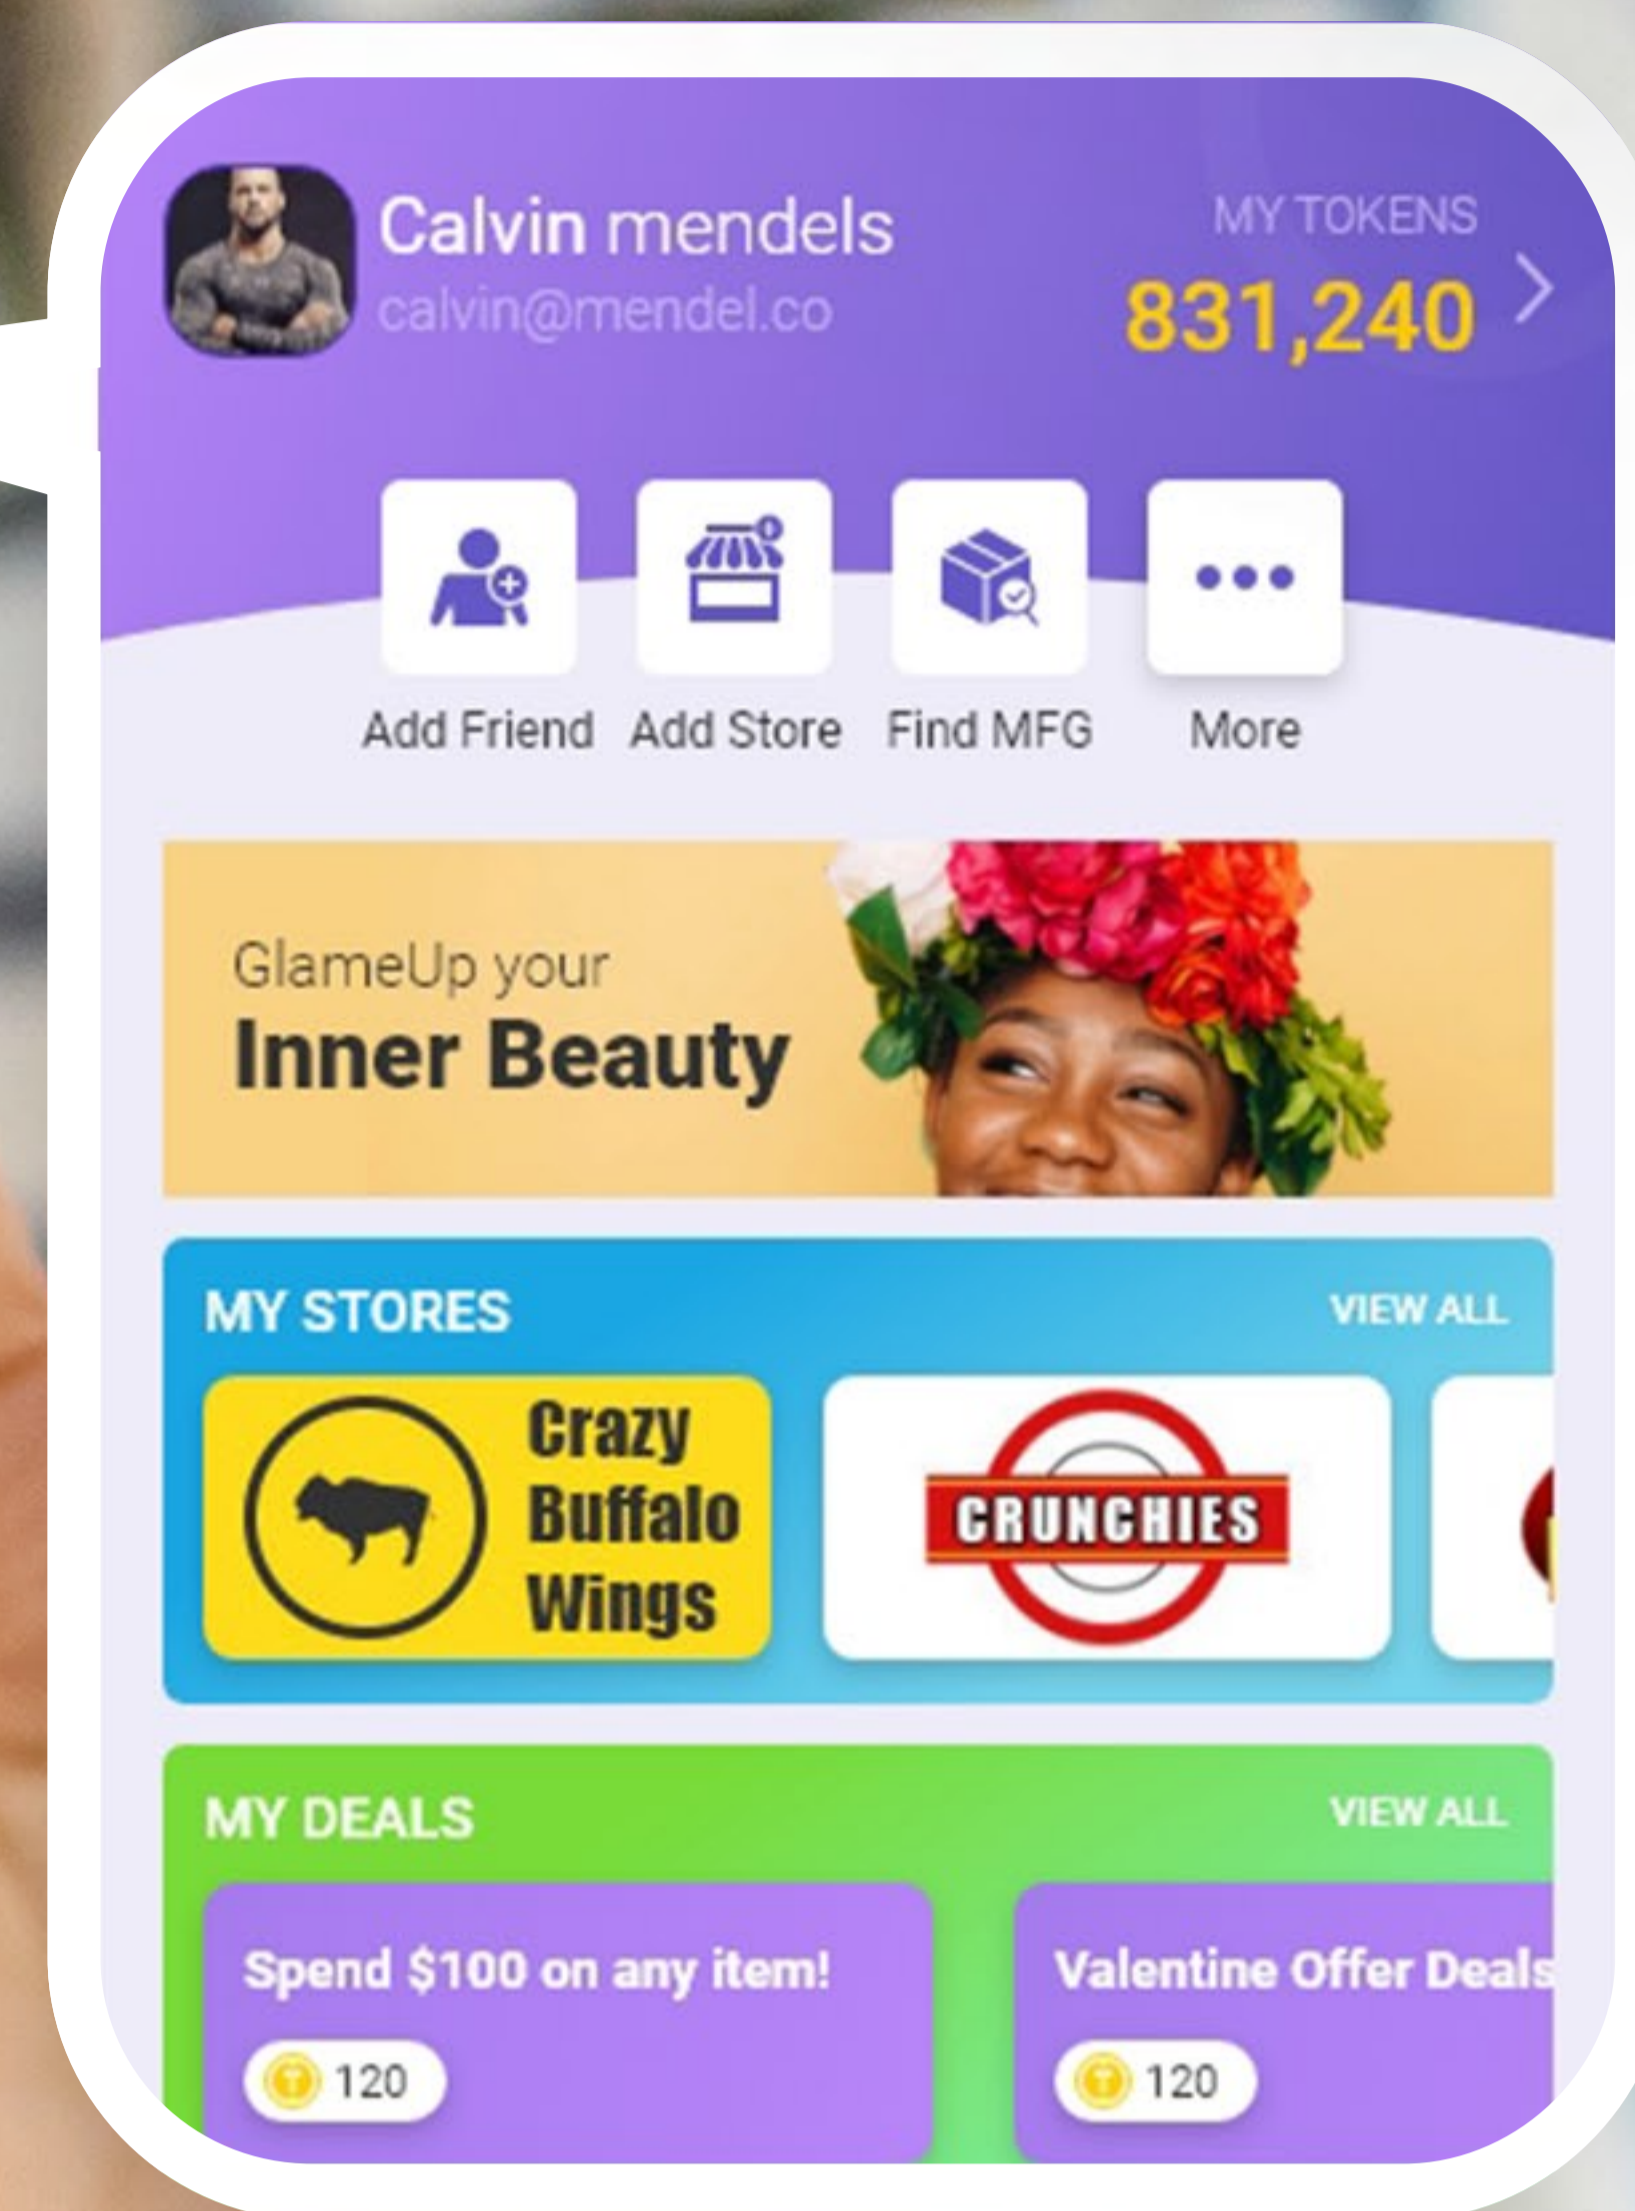 Calvin mendels
calvin@mendel.co
MY TOKENS
831,240
Add Friend
Add Store
Find MFG
More
GlameUp your
Inner Beauty
MY STORES
VIEW ALL
Crazy
Buffalo
Wings
CRUNCHIES
MY DEALS
VIEW ALL
Spend $100 on any item!
120
Valentine Offer Deals
120